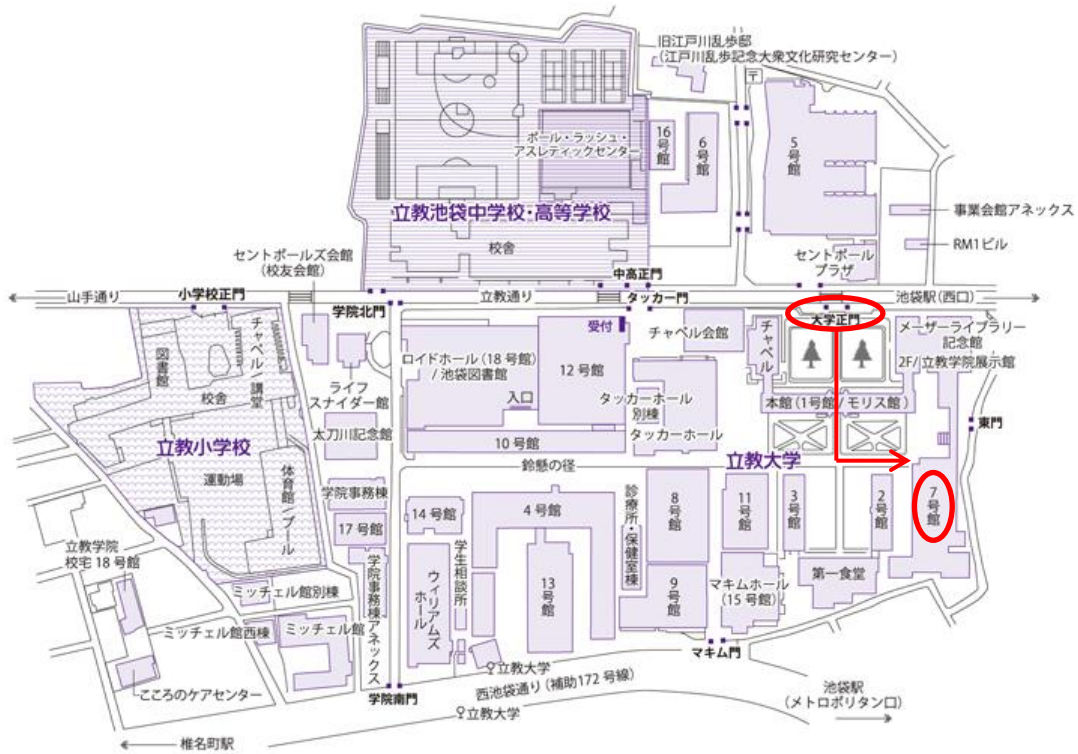 旧江戸川乱歩邸
(江戸川乱歩記念大衆文化研究センター)
〒
5号館
16号館
6号館
ポール・ラッシュ・
アスレティックセンター
立教池袋中学校・高等学校
校舎
事業会館アネックス
RM1ビル
セントポール
プラザ
セントポールズ会館
(校友会館)
中高正門
山手通り
小学校正門
学院北門
立教通り
タッカー門
池袋駅(西口)
大学正門
受付
チャペル会館
チャペル
メーザーライブラリー
記念館
2F/立教学院展示館
図書館
チャペル/講堂
校舎
ロイドホール(18号館)
/池袋図書館
12号館
入口
ライフ
スナイダー館
タッカーホール
別棟
タッカーホール
本館(1号館/モリス館)
東門
太刀川記念館
10号館
立教小学校
運動場
体育館/プール
鈴懸の径
立教大学
学院事務棟
17号館
14号館
4号館
診療所・保健室棟
8号館
11号館
3号館
2号館
7号館
立教学院
校宅18号館
学院事務棟アネックス
ウィリアムズ
ホール
学生相談所
13号館
9号館
マキムホール
(15号館)
第一食堂
ミッチェル館別棟
ミッチェル館西棟
ミッチェル館
マキム門
こころのケアセンター
学院南門
立教大学
西池袋通り(補助172号線)
立教大学
池袋駅
(メトロポリタン口)
椎名町駅